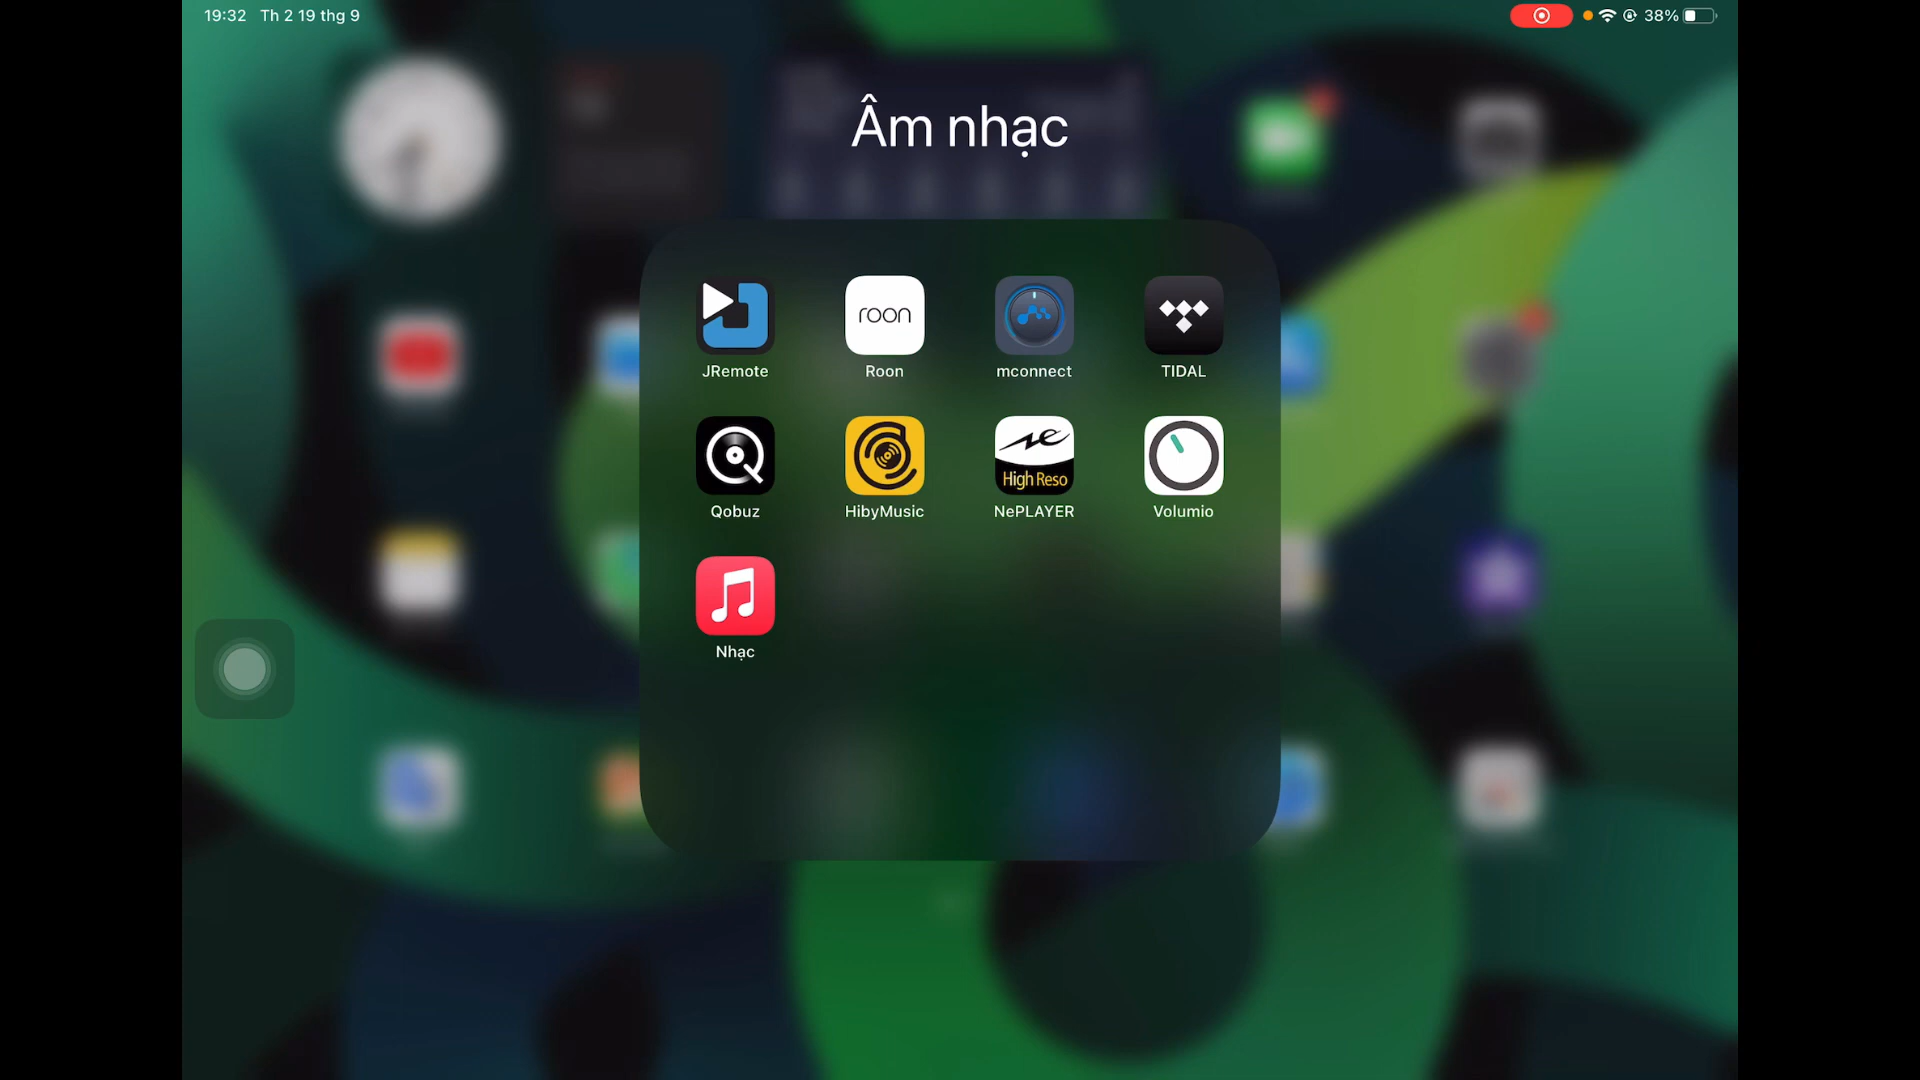 19:32 Th 2 19 thg 9
38%
Âm nhạc
roon
JRemote Roon mconnect TIDAL
High Reso
Qobuz HibyMusic NePLAYER Volumio
Nhạc